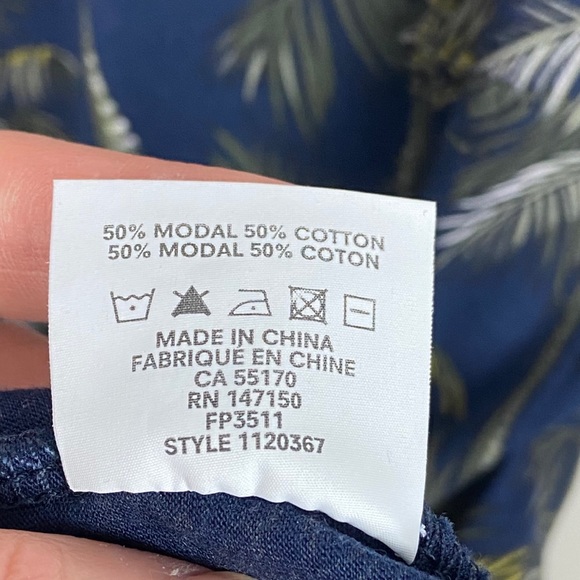 50% MODAL 50% COTTON
50% MODAL 50% COTON
MADE IN CHINA
FABRIQUÉ EN CHINE
CA 55170
RN 147150
FP3511
STYLE 1120367